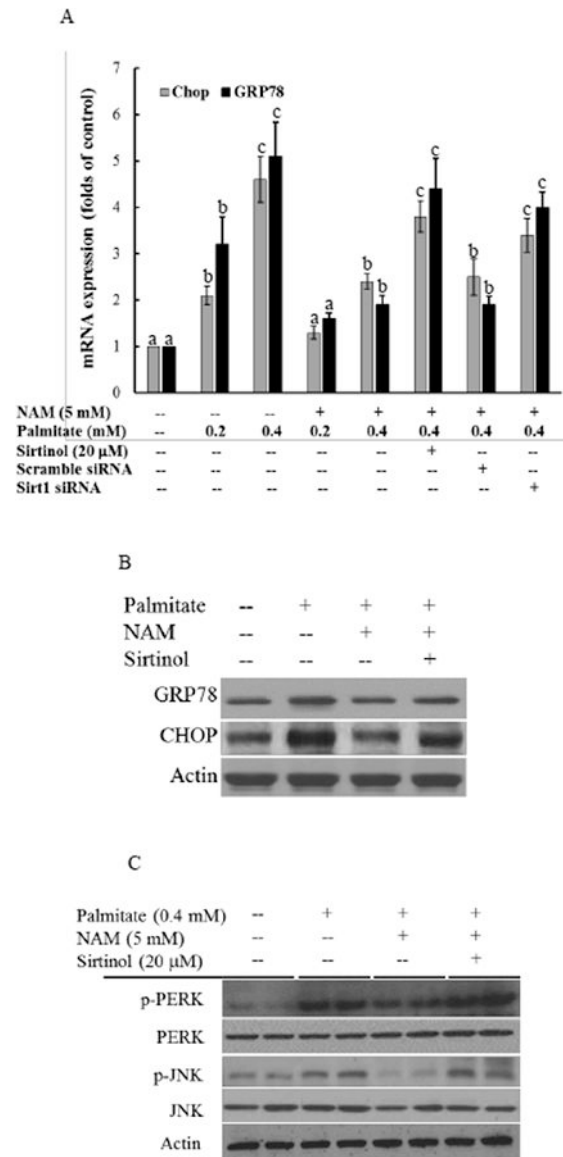 A
7
Chop GRP78
c
c
6
c
c
c
5
c
b
4
b
b
3
b
b
b
2
a
a
a a
1
0
mRNA expression (folds of control)
NAM (5 mM) -- -- -- + + + + +
Palmitate (mM) -- 0.2 0.4 0.2 0.4 0.4 0.4 0.4
Sirtinol (20 μM) -- -- -- -- -- + -- --
Scramble siRNA -- -- -- -- -- -- + --
Sirt1 siRNA -- -- -- -- -- -- -- +
B
Palmitate -- + + +
NAM -- -- + +
Sirtinol -- -- -- +
GRP78
CHOP
Actin
C
Palmitate (0.4 mM) -- + + +
NAM (5 mM) -- -- + +
Sirtinol (20 μM) -- -- -- +
p-PERK
PERK
p-JNK
JNK
Actin